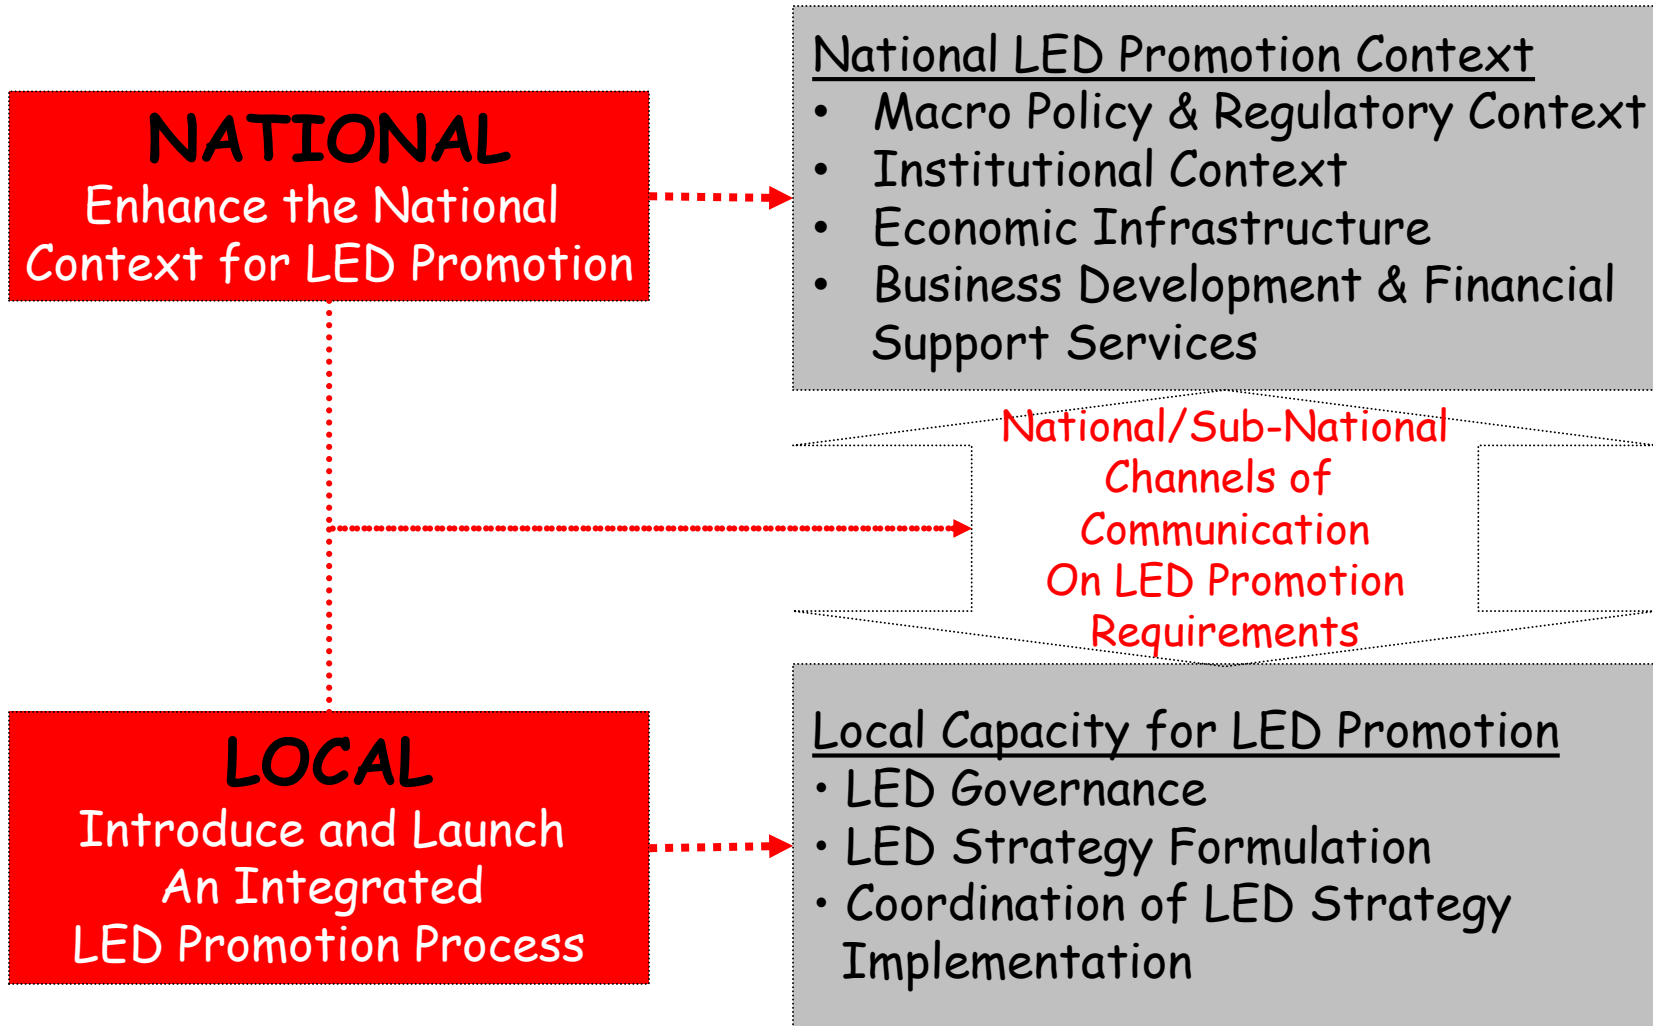 NATIONAL
Enhance the National
Context for LED Promotion
National LED Promotion Context
• Macro Policy & Regulatory Context
• Institutional Context
• Economic Infrastructure
• Business Development & Financial
Support Services
National/Sub-National
Channels of
Communication
On LED Promotion
Requirements
LOCAL
Introduce and Launch
An Integrated
LED Promotion Process
Local Capacity for LED Promotion
• LED Governance
• LED Strategy Formulation
• Coordination of LED Strategy
Implementation